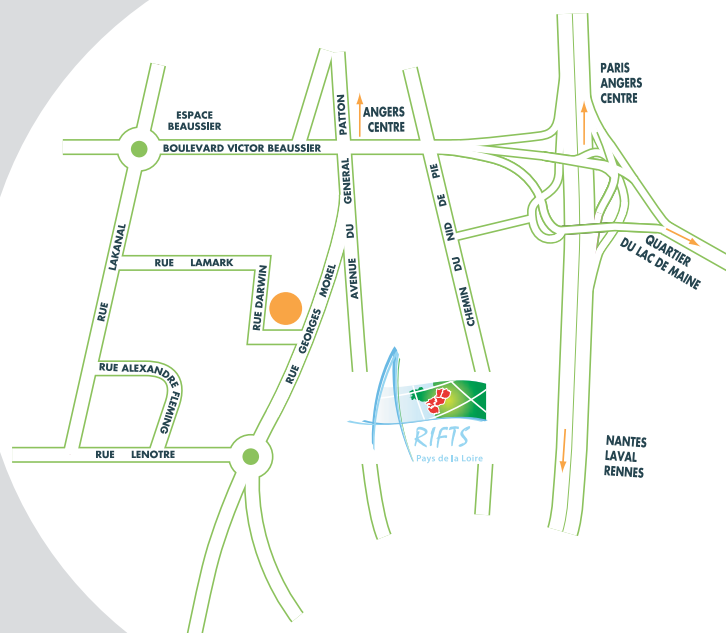 PARIS
ANGERS
CENTRE
ESPACE
BEAUSSIER
ANGERS
CENTRE
BOULEVARD VICTOR BEAUSSIER
AVENUE DU GENERAL PATTON
CHEMIN DU NID DE PIE
QUARTIER
DU LAC DE MAINE
RUE LAKANAL
RUE LAMARK
RUE DARWIN
RUE GEORGES MOREL
RUE ALEXANDRE FLEMING
RUE LENOTRE
ARIFTS
Pays de la Loire
NANTES
LAVAL
RENNES